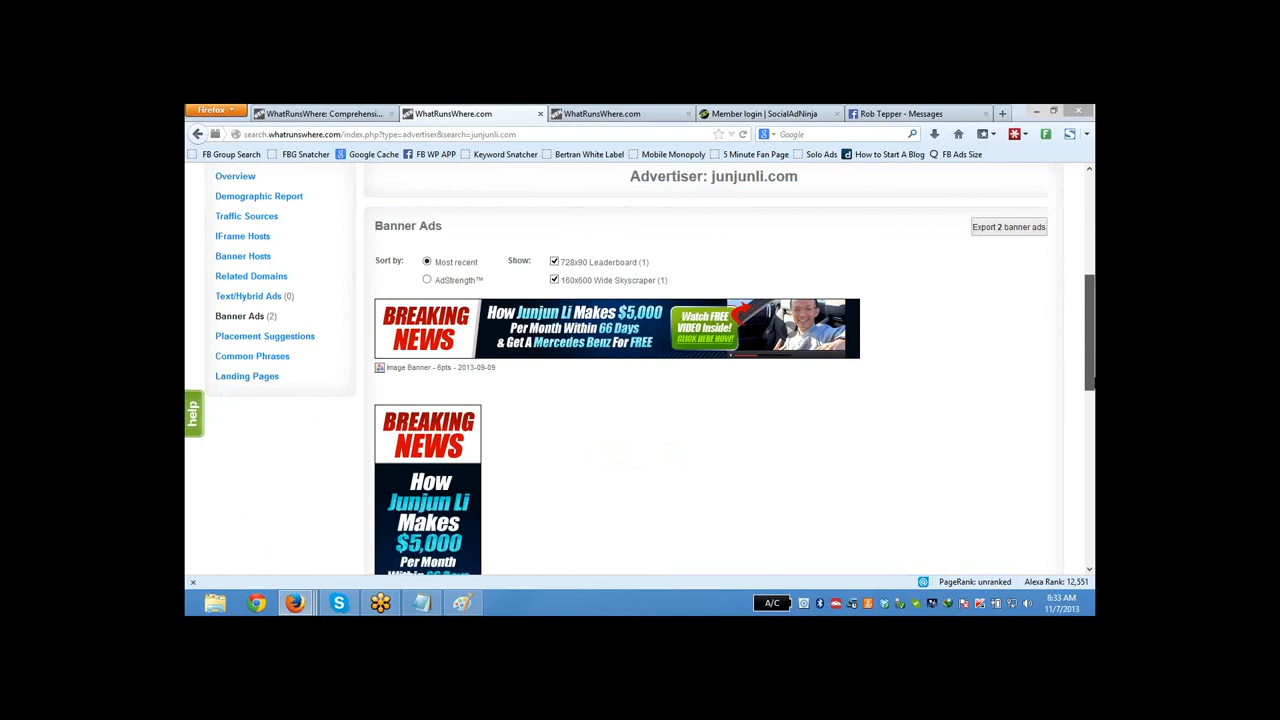 Firefox
WhatRunsWhere: Comprehensi...
WhatRunsWhere.com
WhatRunsWhere.com
Member login | SocialAdNinja
Rob Tepper - Messages
search.whatrunswhere.com/index.php?type=advertiser&search=junjunli.com
Google
FB Group Search
FBG Snatcher
Google Cache
FB WP APP
Keyword Snatcher
Bertran White Label
Mobile Monopoly
5 Minute Fan Page
Solo Ads
How to Start A Blog
FB Ads Size
Overview
Demographic Report
Traffic Sources
IFrame Hosts
Banner Hosts
Related Domains
Text/Hybrid Ads (0)
Banner Ads (2)
Placement Suggestions
Common Phrases
Landing Pages
help
Advertiser: junjunli.com
Banner Ads
Export 2 banner ads
Sort by:
Most recent
AdStrength™
Show:
728x90 Leaderboard (1)
160x600 Wide Skyscraper (1)
BREAKING
NEWS
How Junjun Li Makes $5,000
Per Month Within 66 Days
& Get A Mercedes Benz For FREE
Watch FREE
VIDEO Inside!
CLICK HERE NOW!
Image Banner - 6pts - 2013-09-09
BREAKING
NEWS
How
Junjun Li
Makes
$5,000
Per Month
Within 66 Days
PageRank: unranked
Alexa Rank: 12,551
A/C
8:33 AM
11/7/2013